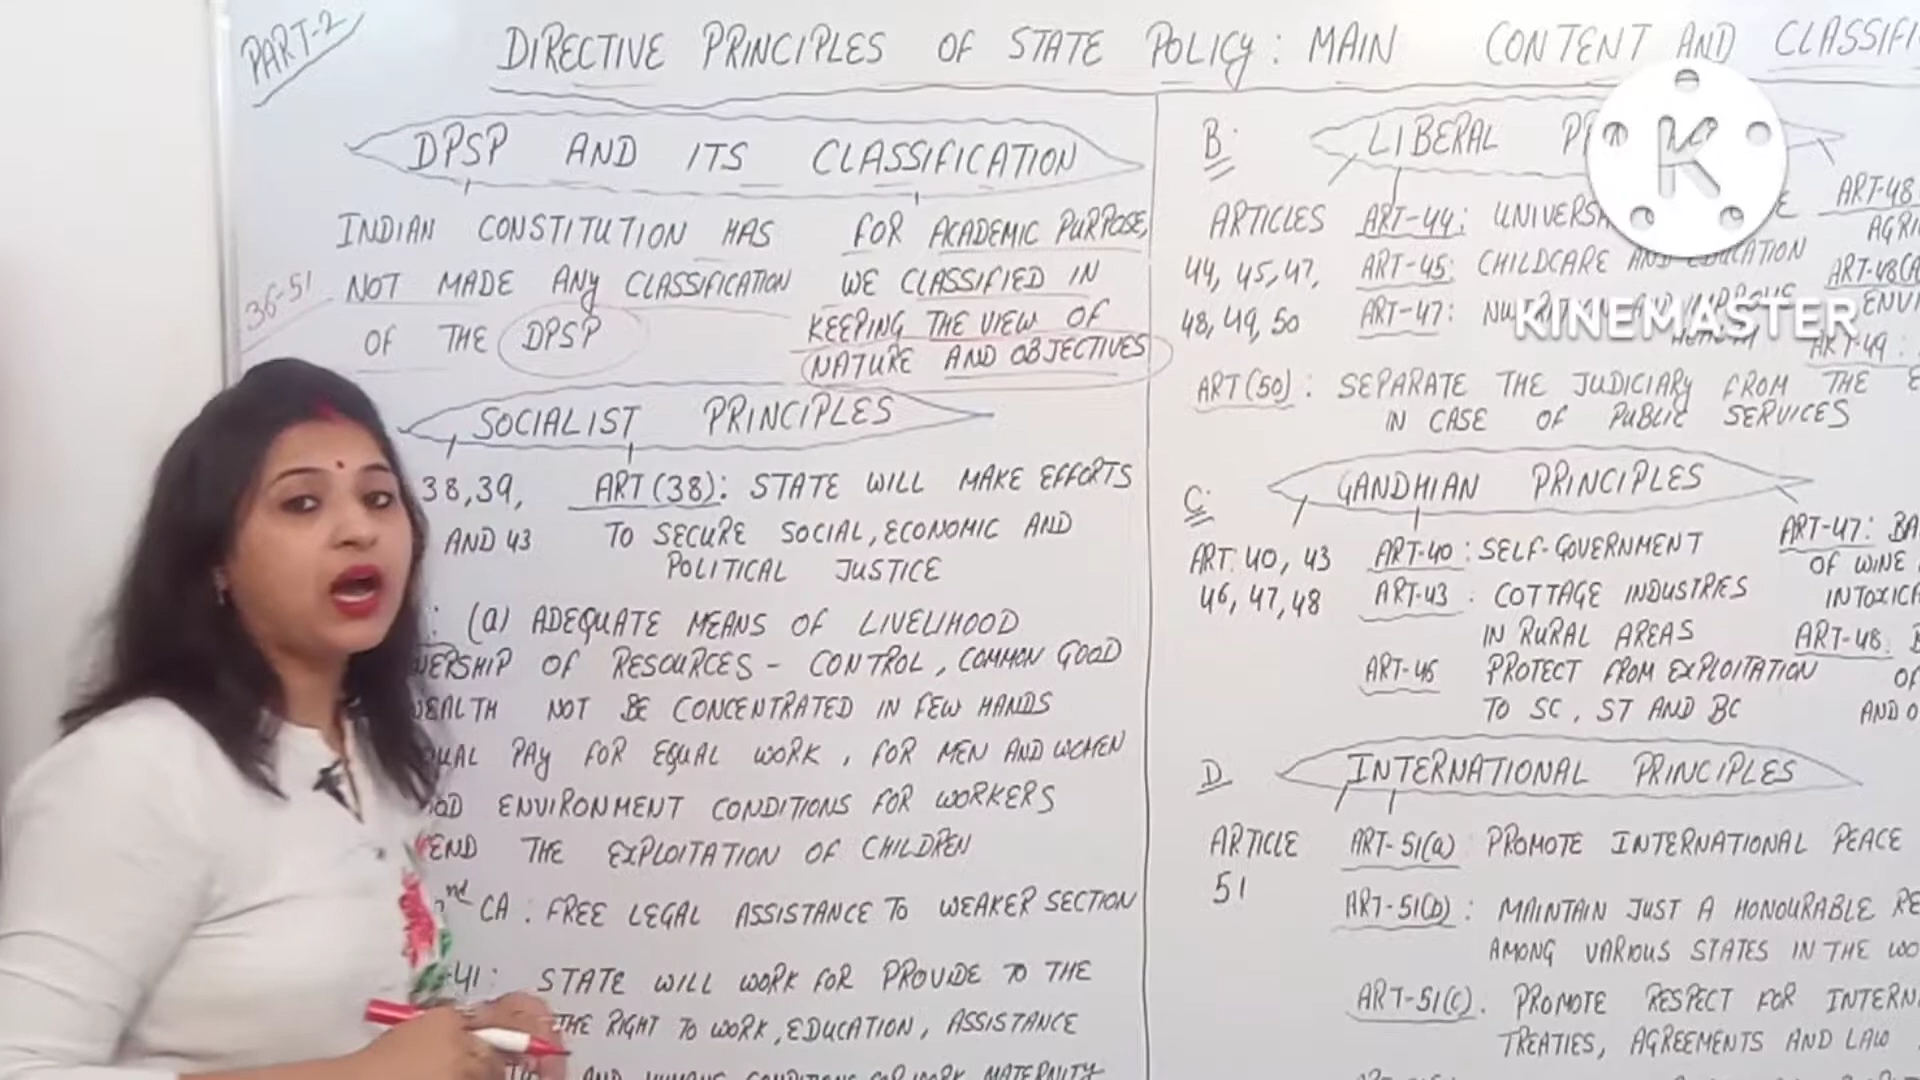 PART-2
DIRECTIVE PRINCIPLES OF STATE POLICY: MAIN CONTENT AND CLASSIFI
DPSP AND ITS CLASSIFICATION
INDIAN CONSTITUTION HAS
NOT MADE ANY CLASSIFICATION
OF THE DPSP
36-51
FOR ACADEMIC PURPOSE,
WE CLASSIFIED IN
KEEPING THE VIEW OF
NATURE AND OBJECTIVES
SOCIALIST PRINCIPLES
38,39,
AND 43
ART(38): STATE WILL MAKE EFFORTS
TO SECURE SOCIAL, ECONOMIC AND
POLITICAL JUSTICE
: (a) ADEQUATE MEANS OF LIVELIHOOD
OF RESOURCES - CONTROL, COMMON GOOD
NOT BE CONCENTRATED IN FEW HANDS
PAY FOR EQUAL WORK, FOR MEN AND WOMEN
ENVIRONMENT CONDITIONS FOR WORKERS
END THE EXPLOITATION OF CHILDREN
nd CA: FREE LEGAL ASSISTANCE TO WEAKER SECTION
-41: STATE WILL WORK FOR PROVIDE TO THE
THE RIGHT TO WORK, EDUCATION, ASSISTANCE
AND HUMANE CONDITIONS FOR WORK MATERNITY
B.
LIBERAL
ARTICLES
44, 45, 47,
48, 49, 50
ART-44:
ART-45: CHILDCARE AND EDUCATION
ART-47:
ART-48
AGRI
ART-48(A
ENVI
ART-49:
KINEMASTER
ART(50): SEPARATE THE JUDICIARY FROM THE E
IN CASE OF PUBLIC SERVICES
C.
GANDHIAN PRINCIPLES
ART. 40, 43
46, 47, 48
ART-40: SELF-GOVERNMENT
ART-43: COTTAGE INDUSTRIES
IN RURAL AREAS
ART-46 PROTECT FROM EXPLOITATION
TO SC, ST AND BC
ART-47: BA
OF WINE
INTOXICA
ART-48. B
OF
AND O
D
INTERNATIONAL PRINCIPLES
ARTICLE
51
ART-51(a): PROMOTE INTERNATIONAL PEACE
ART-51(b): MAINTAIN JUST A HONOURABLE RE
AMONG VARIOUS STATES IN THE WO
ART-51(C). PROMOTE RESPECT FOR INTERN
TREATIES, AGREEMENTS AND LAW